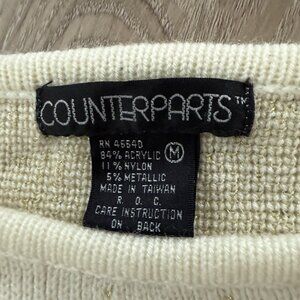 COUNTERPARTS™
RN 46640
84% ACRYLIC M
11% NYLON
5% METALLIC
MADE IN TAIWAN
R. O. C.
CARE INSTRUCTION
ON BACK